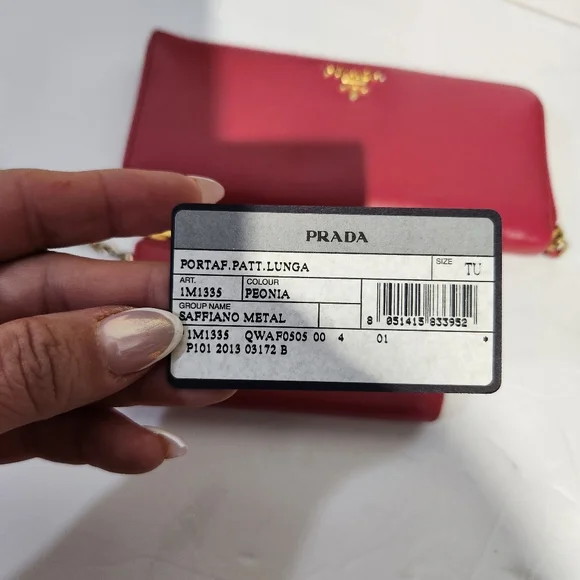 PRADA
PRADA
PORTAF.PATT.LUNGA
SIZE
TU
ART.
COLOUR
1M1335
PEONIA
GROUP NAME
SAFFIANO METAL
8 051415 833952
1M1335 QWAF0505 00 4 01 *
P101 2013 03172 B